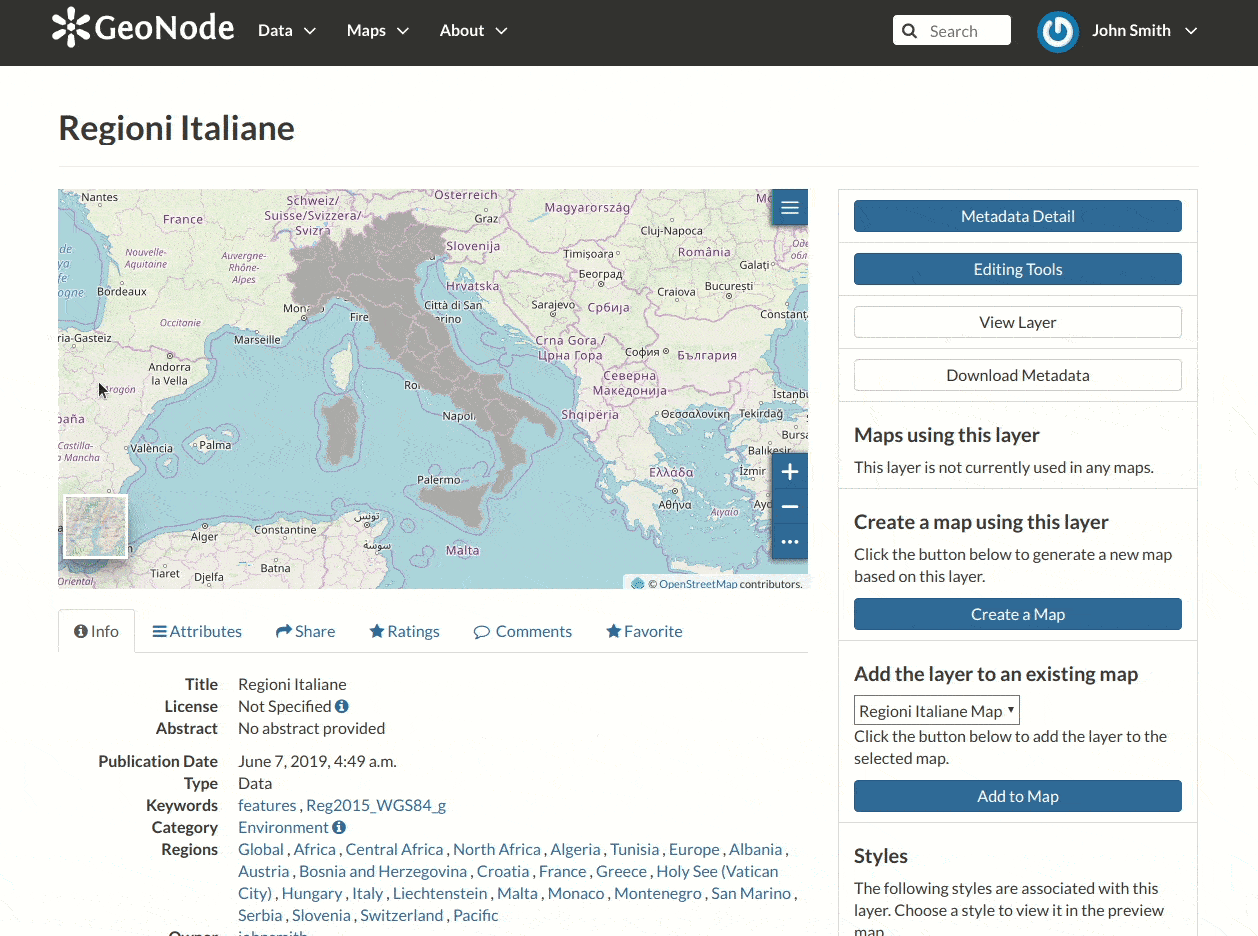 GeoNode Data Maps About Search John Smith
Regioni Italiane
Nantes
France
Schweiz/
Suisse/Svizzera/
Svizra
Österreich
Graz
Magyarország
Cluj-Napoca
Slovenija
Timișoara
România
Galați
Nouvelle-
Aquitaine
Auvergne-
Rhône-
Alpes
Bordeaux
Hrvatska
Београд
Craiova
București
Città di San
Sarajevo
Србија
Constant
Fire
Occitanie
Marseille
Crna Gora /
Црна Гора
София
България
ria-Gasteiz
Andorra
la Vella
Северна
Македонија
İstanbu
Napoli
Shqipëria
Θεσσαλονίκη
Tekirdağ
Castilla-
a Mancha
València
Palma
Bursa
Balıkesir
Palermo
Ελλάδα
İzmir
Αθήνα
Alger
Constantine
تونس
سوسة
Malta
Tiaret
Djelfa
Batna
Oriental
© OpenStreetMap contributors.
Info Attributes Share Ratings Comments Favorite
Title Regioni Italiane
License Not Specified
Abstract No abstract provided
Publication Date June 7, 2019, 4:49 a.m.
Type Data
Keywords features , Reg2015_WGS84_g
Category Environment
Regions Global , Africa , Central Africa , North Africa , Algeria , Tunisia , Europe , Albania ,
Austria , Bosnia and Herzegovina , Croatia , France , Greece , Holy See (Vatican
City) , Hungary , Italy , Liechtenstein , Malta , Monaco , Montenegro , San Marino ,
Serbia , Slovenia , Switzerland , Pacific
Owner johnsmith
Metadata Detail
Editing Tools
View Layer
Download Metadata
Maps using this layer
This layer is not currently used in any maps.
Create a map using this layer
Click the button below to generate a new map
based on this layer.
Create a Map
Add the layer to an existing map
Regioni Italiane Map
Click the button below to add the layer to the
selected map.
Add to Map
Styles
The following styles are associated with this
layer. Choose a style to view it in the preview
map.